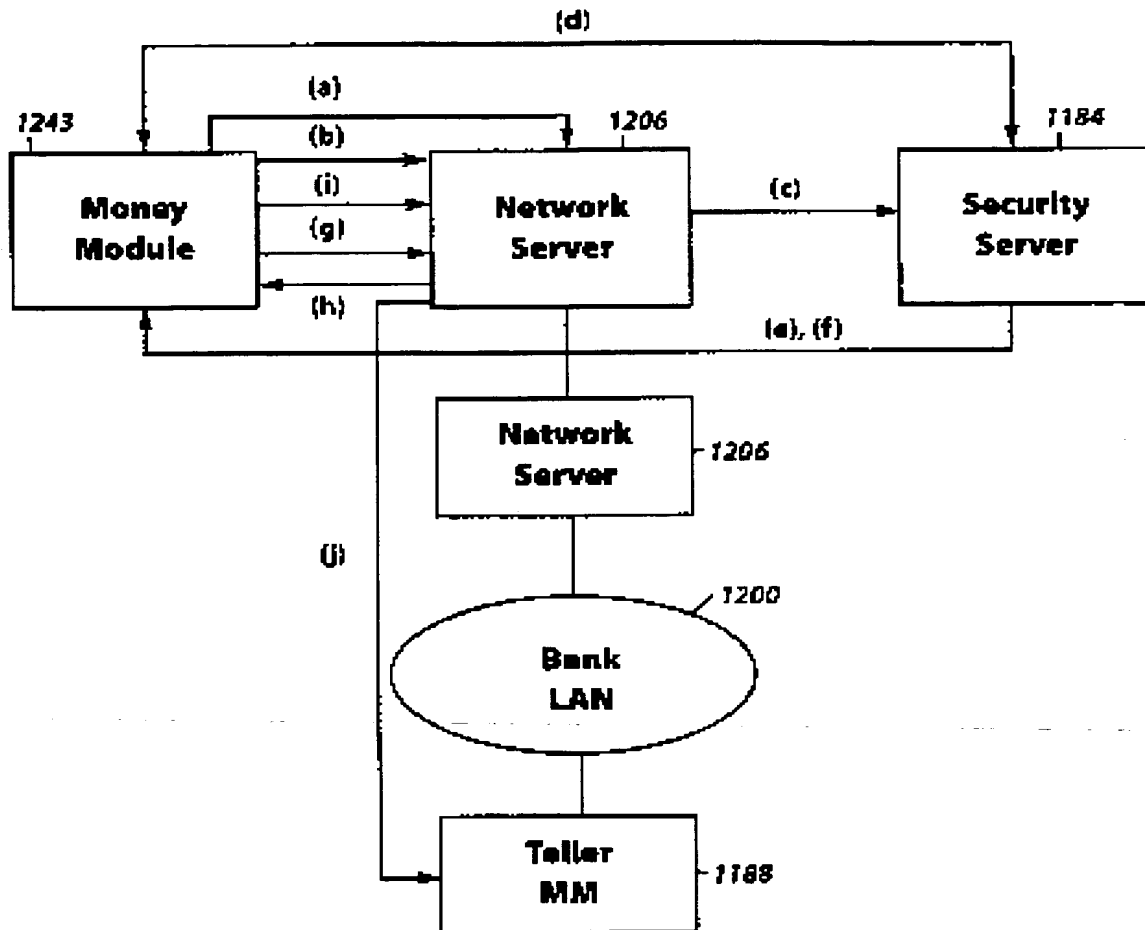 (d)
(a)
1243
1206
1184
(b)
(i)
(c)
Money
Module
Network
Server
Security
Server
(g)
(h)
(e), (f)
Network
Server
1206
(j)
1200
Bank
LAN
Teller
MM
1188